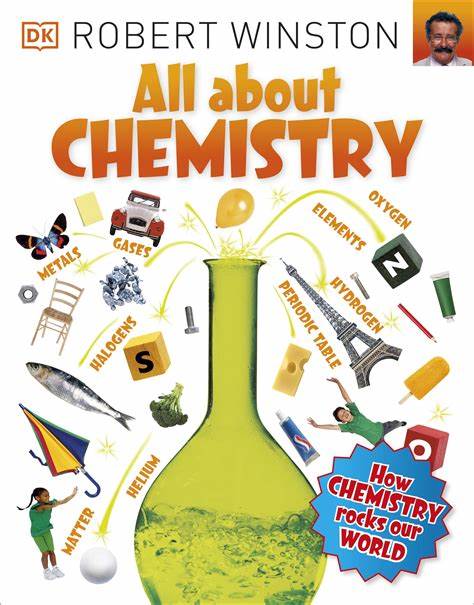 DK ROBERT WINSTON
All about
CHEMISTRY
OXYGEN
ELEMENTS
GASES
METALS
N
HYDROGEN
PERIODIC TABLE
HALOGENS
S
O
How
CHEMISTRY
rocks our
WORLD
HELIUM
MATTER